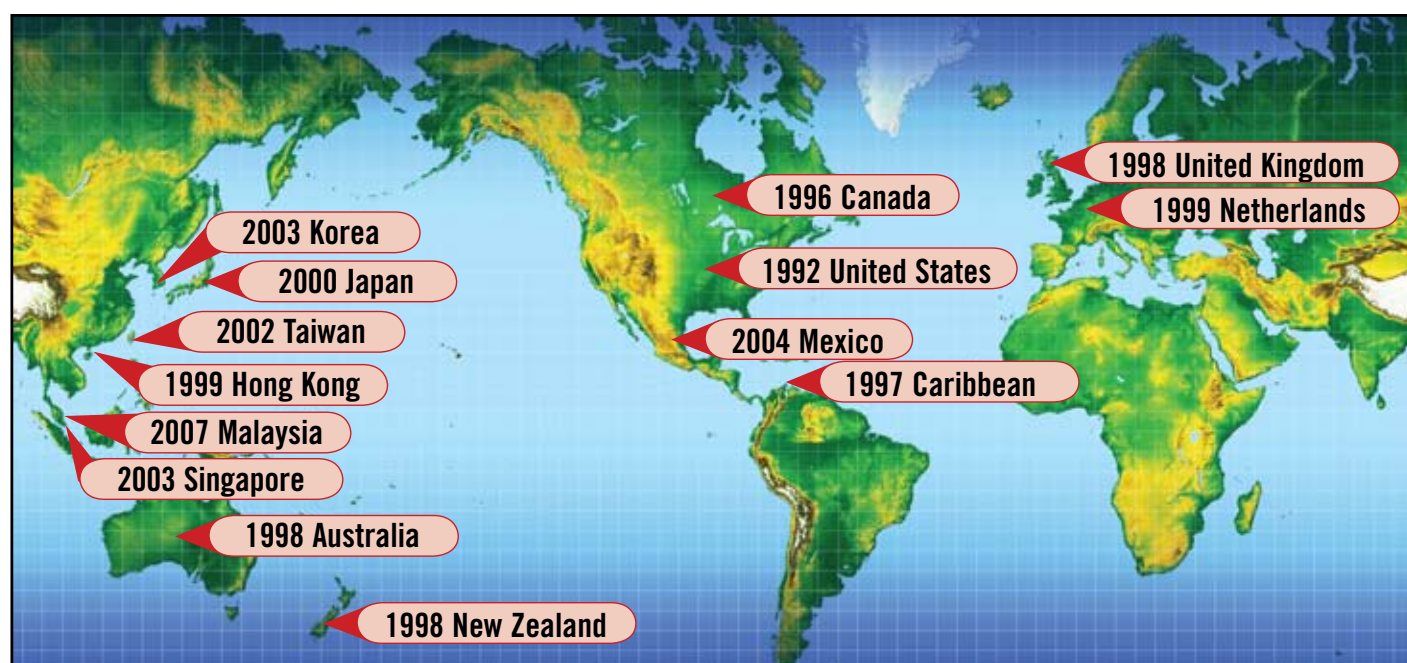 1998 United Kingdom
1996 Canada
1999 Netherlands
2003 Korea
1992 United States
2000 Japan
2002 Taiwan
2004 Mexico
1999 Hong Kong
1997 Caribbean
2007 Malaysia
2003 Singapore
1998 Australia
1998 New Zealand